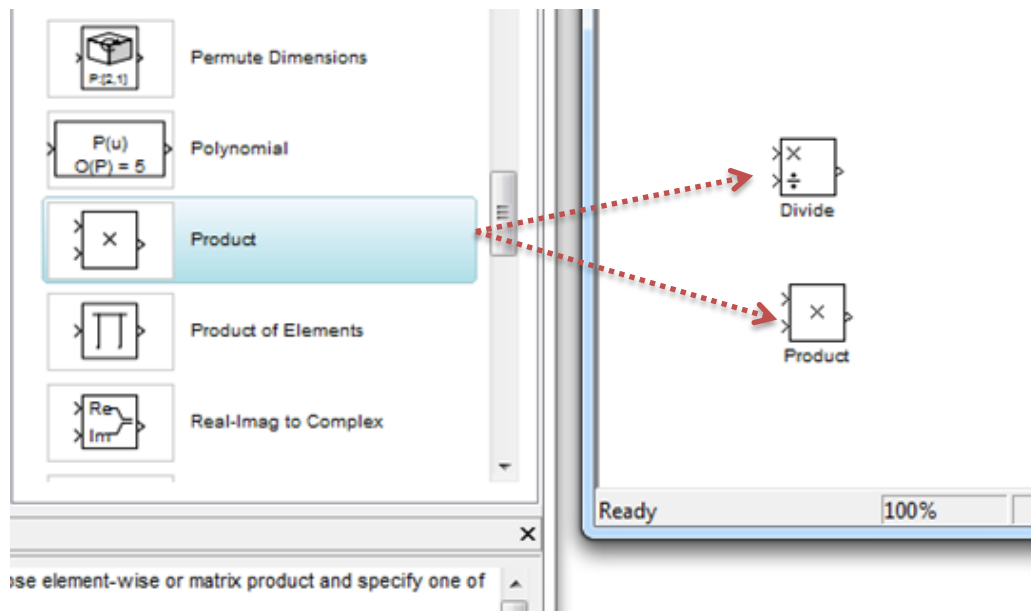 P:[2,1]
Permute Dimensions
P(u)
O(P) = 5
Polynomial
×
Product
Product of Elements
Re
Im
Real-Imag to Complex
ose element-wise or matrix product and specify one of
×
÷
Divide
×
Product
Ready
100%